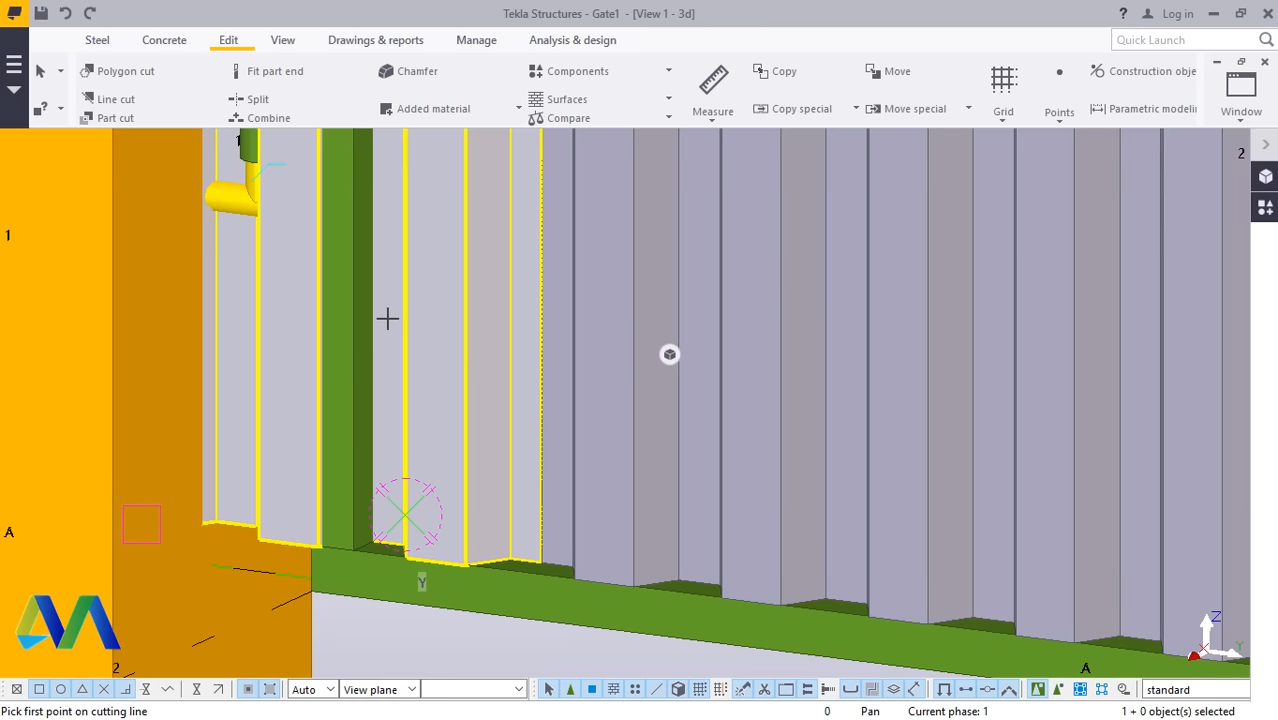 Tekla Structures - Gate1 - [View 1 - 3d]
? Log in
Steel Concrete Edit View Drawings & reports Manage Analysis & design
Quick Launch
Polygon cut Fit part end Chamfer Components Copy Move Construction obje
Line cut Split Added material Surfaces Measure Copy special Move special Grid Points Parametric modelin Window
Part cut Combine Compare
1
2
1
A
Y
Z
Y
X
2
A
Auto View plane standard
Pick first point on cutting line 0 Pan Current phase: 1 1 + 0 object(s) selected